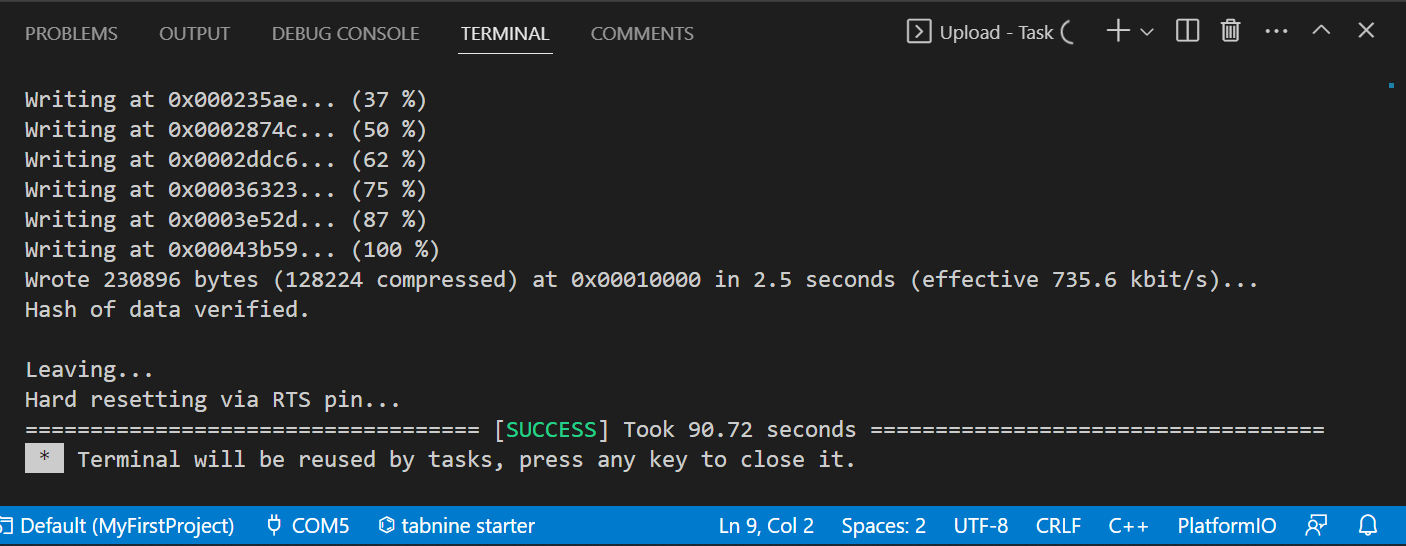 PROBLEMS OUTPUT DEBUG CONSOLE TERMINAL COMMENTS Upload - Task
Writing at 0x000235ae... (37 %)
Writing at 0x0002874c... (50 %)
Writing at 0x0002ddc6... (62 %)
Writing at 0x00036323... (75 %)
Writing at 0x0003e52d... (87 %)
Writing at 0x00043b59... (100 %)
Wrote 230896 bytes (128224 compressed) at 0x00010000 in 2.5 seconds (effective 735.6 kbit/s)...
Hash of data verified.
Leaving...
Hard resetting via RTS pin...
=================================== [SUCCESS] Took 90.72 seconds ===================================
* Terminal will be reused by tasks, press any key to close it.
Default (MyFirstProject) COM5 tabnine starter Ln 9, Col 2 Spaces: 2 UTF-8 CRLF C++ PlatformIO